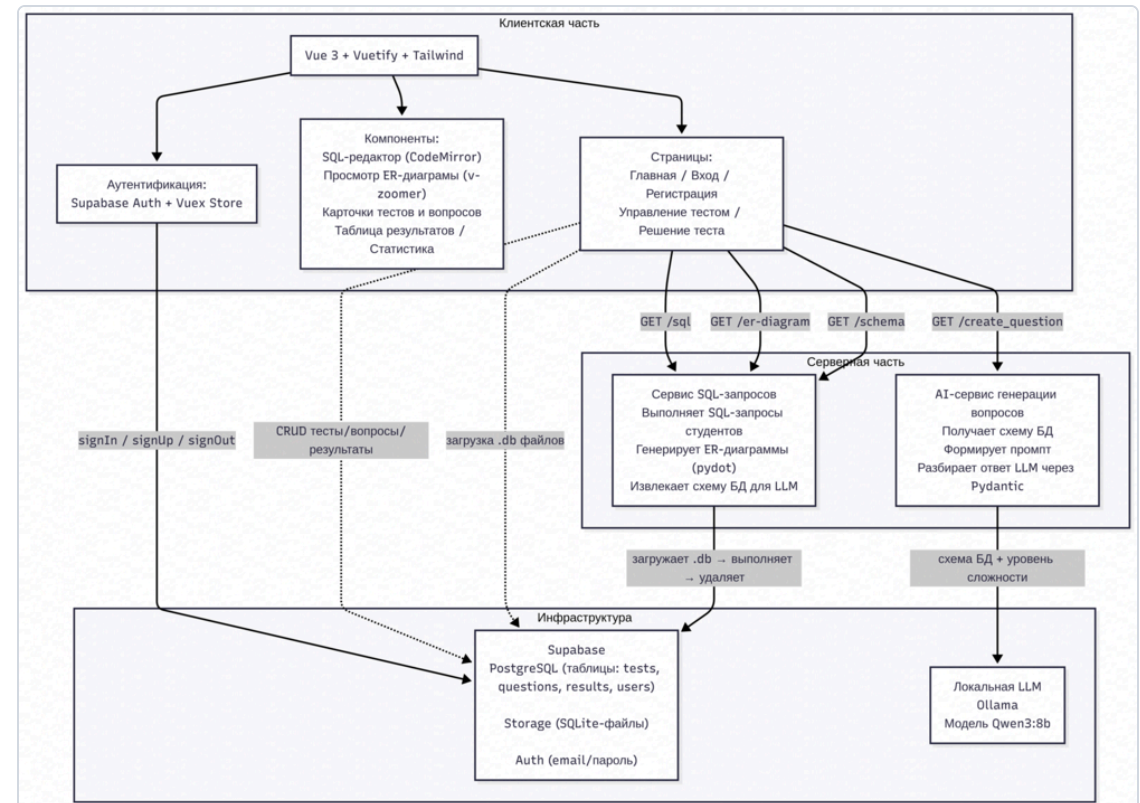 Клиентская часть
Vue 3 + Vuetify + Tailwind
Компоненты:
SQL-редактор (CodeMirror)
Просмотр ER-диаграмы (v-
zoomer)
Карточки тестов и вопросов
Таблица результатов /
Статистика
Страницы:
Главная / Вход /
Регистрация
Управление тестом /
Решение теста
Аутентификация:
Supabase Auth + Vuex Store
GET /sql
GET /er-diagram
GET /schema
GET /create_question
Серверная часть
Сервис SQL-запросов
Выполняет SQL-запросы
студентов
Генерирует ER-диаграммы
(pydot)
Извлекает схему БД для LLM
AI-сервис генерации
вопросов
Получает схему БД
Формирует промпт
Разбирает ответ LLM через
Pydantic
signIn / signUp / signOut
CRUD тесты/вопросы/
результаты
загрузка .db файлов
загружает .db → выполняет
→ удаляет
схема БД + уровень
сложности
Инфраструктура
Supabase
PostgreSQL (таблицы: tests,
questions, results, users)
Storage (SQLite-файлы)
Auth (email/пароль)
Локальная LLM
Ollama
Модель Qwen3:8b